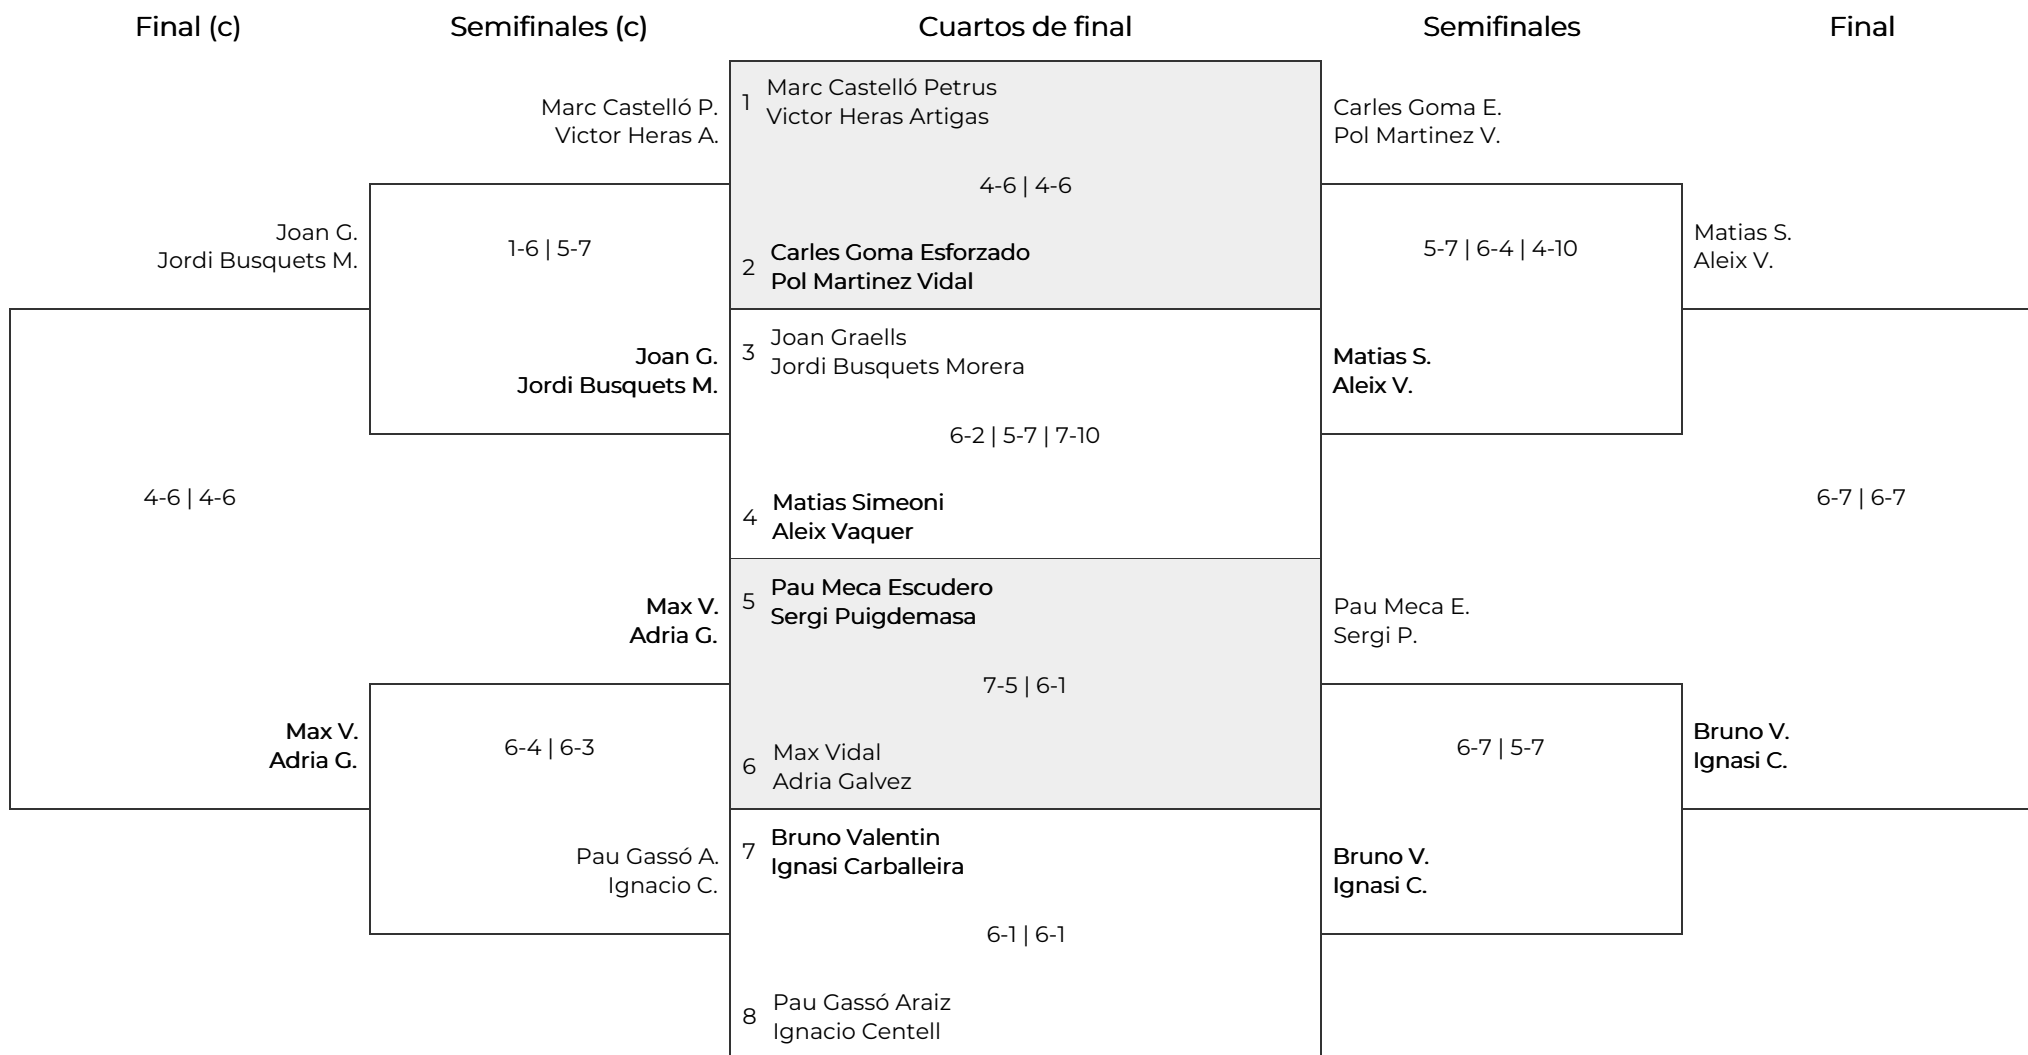 Final (c)
Semifinales (c)
Cuartos de final
Semifinales
Final
Joan G.
Jordi Busquets M.
4-6 | 4-6
Max V.
Adria G.
Marc Castelló P.
Victor Heras A.
1-6 | 5-7
Joan G.
Jordi Busquets M.
Max V.
Adria G.
6-4 | 6-3
Pau Gassó A.
Ignacio C.
1
Marc Castelló Petrus
Victor Heras Artigas
4-6 | 4-6
2
Carles Goma Esforzado
Pol Martinez Vidal
3
Joan Graells
Jordi Busquets Morera
6-2 | 5-7 | 7-10
4
Matias Simeoni
Aleix Vaquer
5
Pau Meca Escudero
Sergi Puigdemasa
7-5 | 6-1
6
Max Vidal
Adria Galvez
7
Bruno Valentin
Ignasi Carballeira
6-1 | 6-1
8
Pau Gassó Araiz
Ignacio Centell
Carles Goma E.
Pol Martinez V.
5-7 | 6-4 | 4-10
Matias S.
Aleix V.
Pau Meca E.
Sergi P.
6-7 | 5-7
Bruno V.
Ignasi C.
Matias S.
Aleix V.
6-7 | 6-7
Bruno V.
Ignasi C.